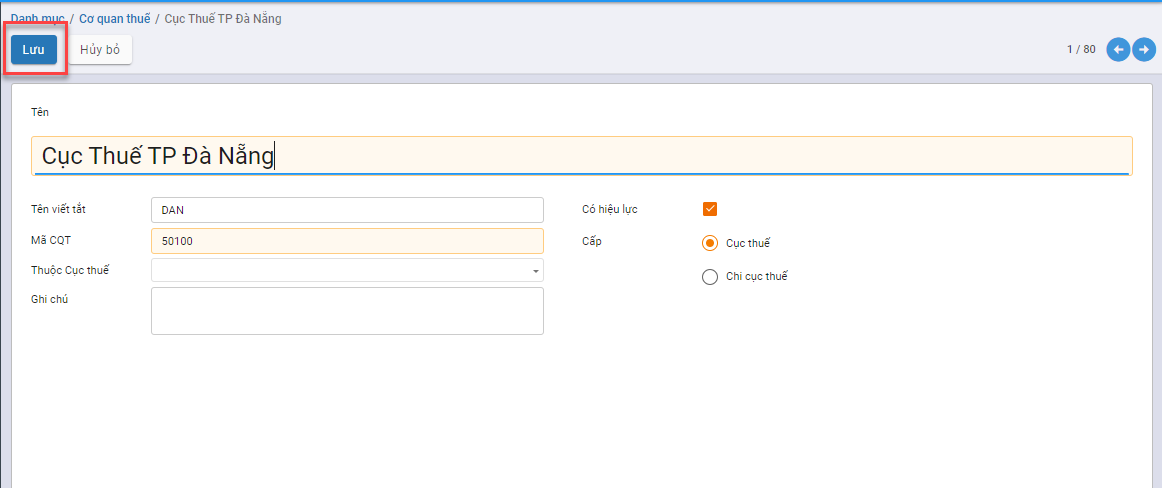 Danh mục / Cơ quan thuế / Cục Thuế TP Đà Nẵng
Lưu Hủy bỏ 1 / 80
Tên
Cục Thuế TP Đà Nẵng
Tên viết tắt DAN Có hiệu lực
Mã CQT 50100 Cấp Cục thuế
Thuộc Cục thuế Chi cục thuế
Ghi chú